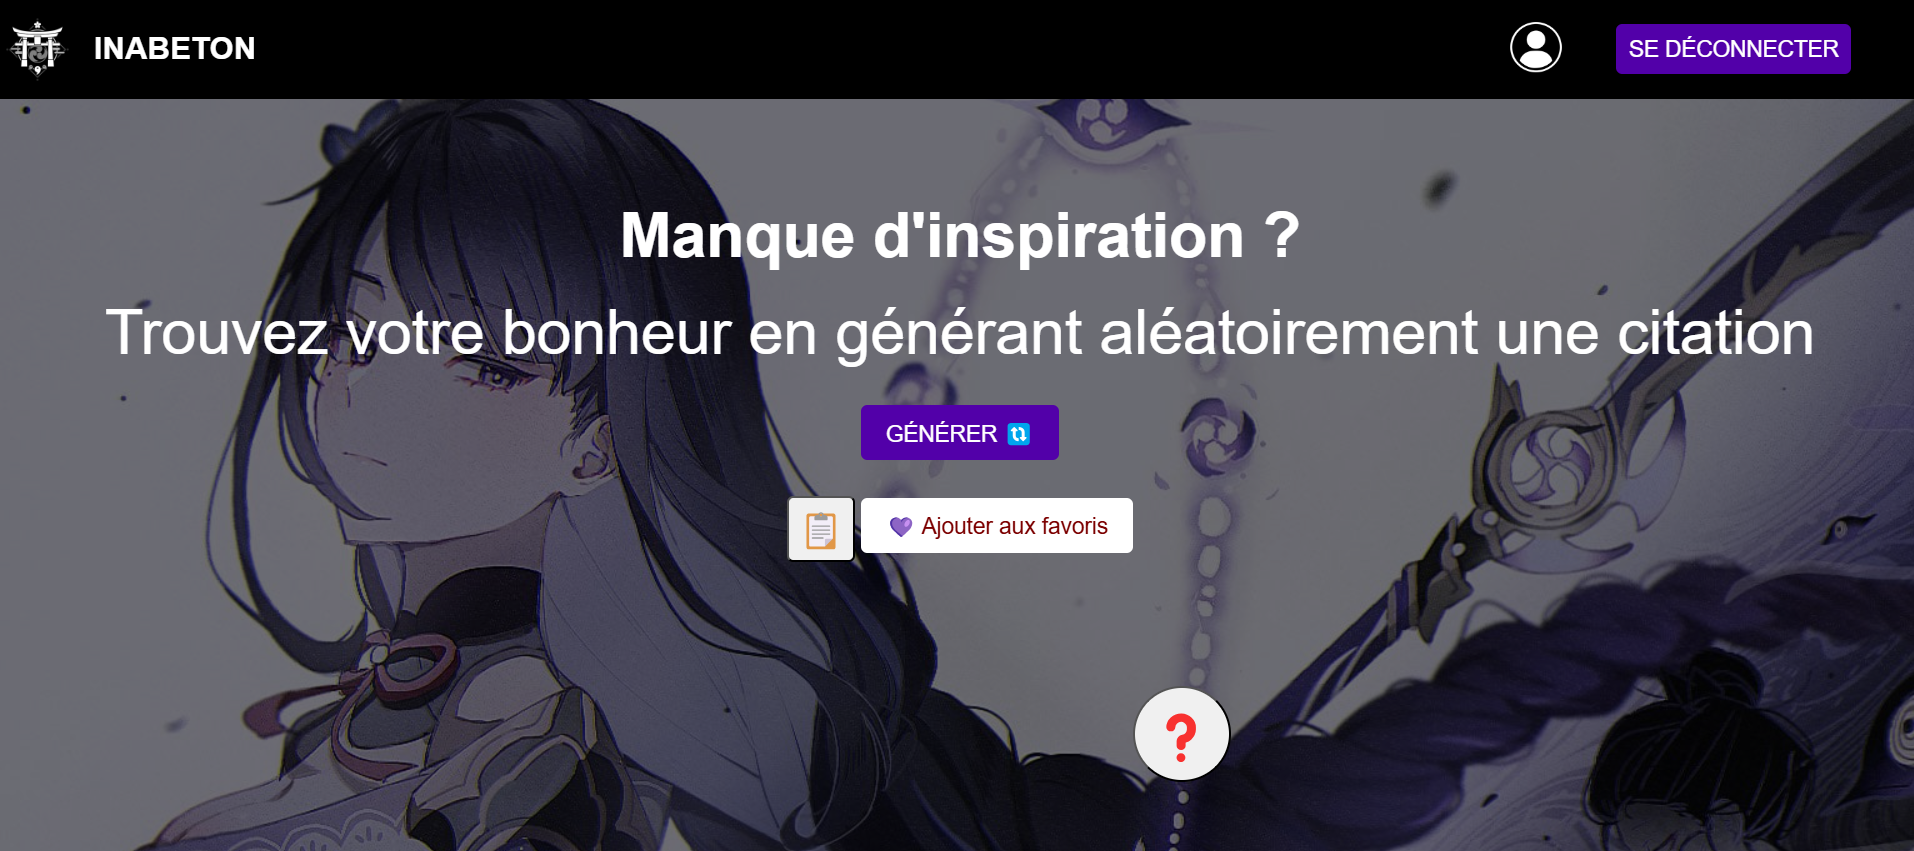 INABETON
SE DÉCONNECTER
Manque d'inspiration ?
Trouvez votre bonheur en générant aléatoirement une citation
GÉNÉRER 🔃
📋 💜 Ajouter aux favoris
❓